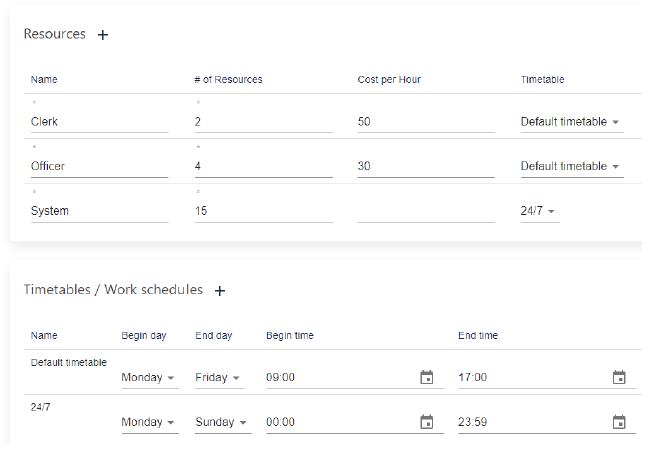 Resources +
Name # of Resources Cost per Hour Timetable
* *
Clerk 2 50 Default timetable
* *
Officer 4 30 Default timetable
* *
System 15 24/7
Timetables / Work schedules +
Name Begin day End day Begin time End time
Default timetable
Monday Friday 09:00 17:00
24/7
Monday Sunday 00:00 23:59